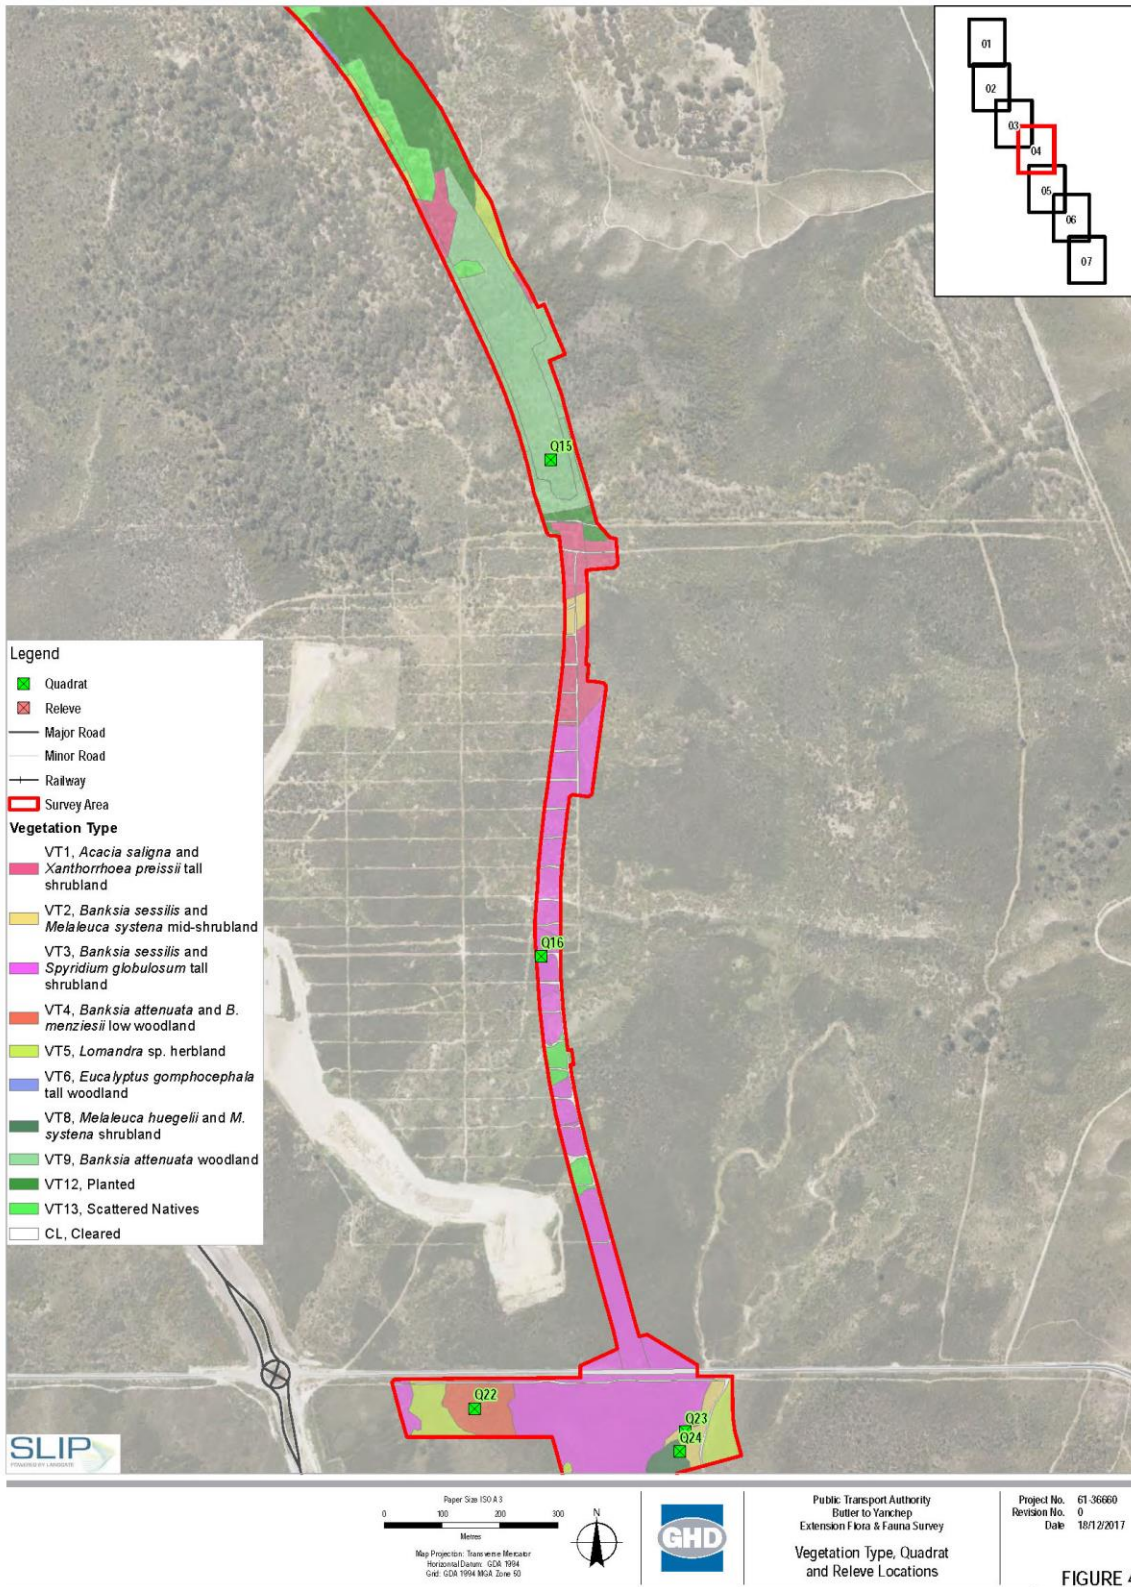 01
02
03
04
05
06
07
Q15
Q16
Q22
Q23
Q24
Legend
Quadrat
Releve
Major Road
Minor Road
Railway
Survey Area
Vegetation Type
VT1, Acacia saligna and
Xanthorrhoea preissii tall
shrubland
VT2, Banksia sessilis and
Melaleuca systena mid-shrubland
VT3, Banksia sessilis and
Spyridium globulosum tall
shrubland
VT4, Banksia attenuata and B.
menziesii low woodland
VT5, Lomandra sp. herbland
VT6, Eucalyptus gomphocephala
tall woodland
VT8, Melaleuca huegelii and M.
systena shrubland
VT9, Banksia attenuata woodland
VT12, Planted
VT13, Scattered Natives
CL, Cleared
SLIP
POWERED BY LANDGATE
Paper Size ISO A3
0 100 200 300
Metres
Map Projection: Transverse Mercator
Horizontal Datum: GDA 1994
Grid: GDA 1994 MGA Zone 50
N
GHD
Public Transport Authority
Butler to Yanchep
Extension Flora & Fauna Survey
Vegetation Type, Quadrat
and Releve Locations
Project No. 61-36660
Revision No. 0
Date 18/12/2017
FIGURE 4